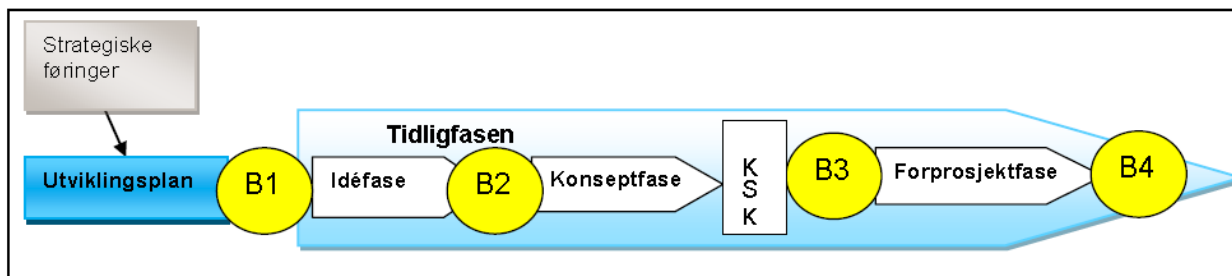 Strategiske
føringer
Tidligfasen
Utviklingsplan
B1
Idéfase
B2
Konseptfase
K
S
K
B3
Forprosjektfase
B4